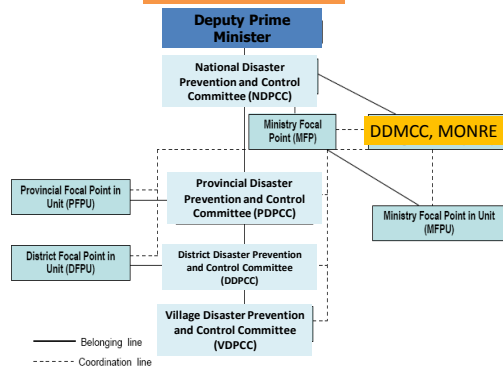 Deputy Prime
Minister
National Disaster
Prevention and Control
Committee (NDPCC)
Ministry Focal
Point (MFP)
DDMCC, MONRE
Provincial Focal Point in
Unit (PFPU)
Provincial Disaster
Prevention and Control
Committee (PDPCC)
Ministry Focal Point in Unit
(MFPU)
District Focal Point in
Unit (DFPU)
District Disaster Prevention
and Control Committee
(DDPCC)
Village Disaster Prevention
and Control Committee
(VDPCC)
Belonging line
Coordination line